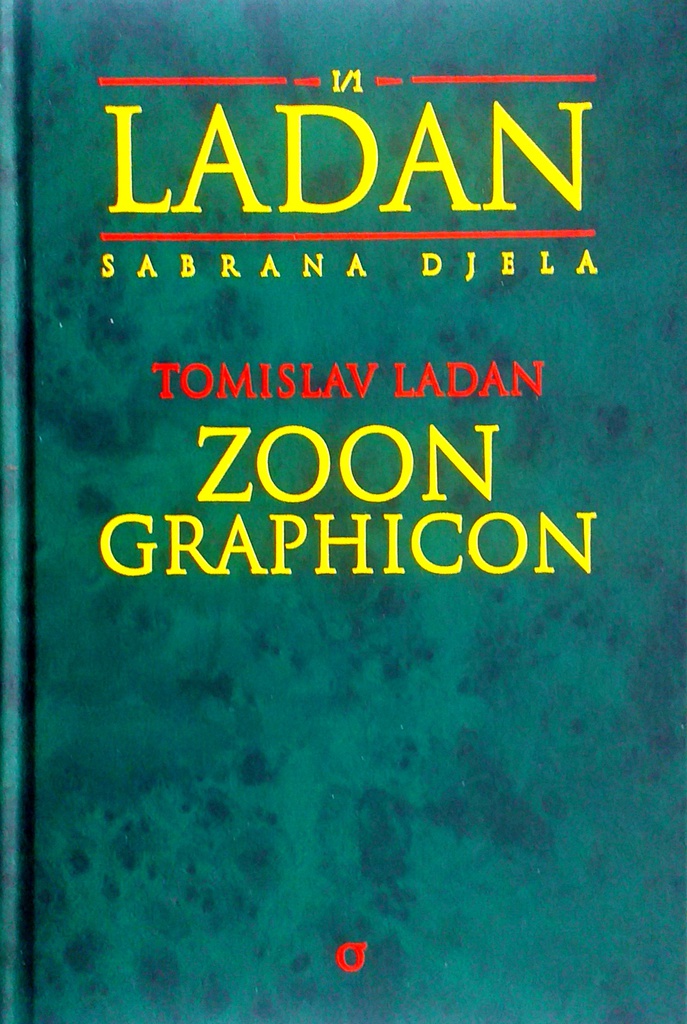 I/1
LADAN
SABRANA DJELA
TOMISLAV LADAN
ZOON
GRAPHICON
σ